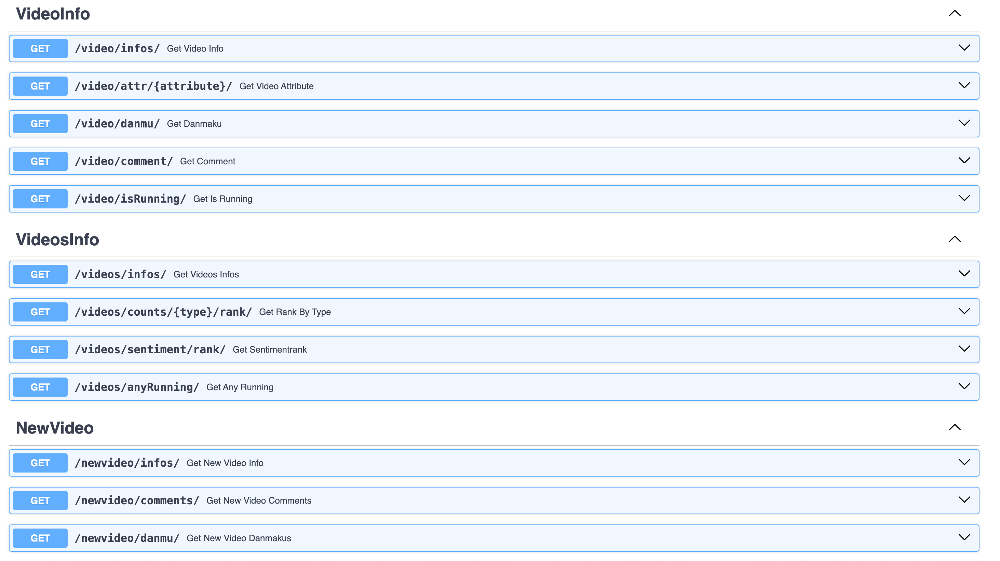 VideoInfo
GET /video/infos/ Get Video Info
GET /video/attr/{attribute}/ Get Video Attribute
GET /video/danmu/ Get Danmaku
GET /video/comment/ Get Comment
GET /video/isRunning/ Get Is Running
VideosInfo
GET /videos/infos/ Get Videos Infos
GET /videos/counts/{type}/rank/ Get Rank By Type
GET /videos/sentiment/rank/ Get Sentimentrank
GET /videos/anyRunning/ Get Any Running
NewVideo
GET /newvideo/infos/ Get New Video Info
GET /newvideo/comments/ Get New Video Comments
GET /newvideo/danmu/ Get New Video Danmakus